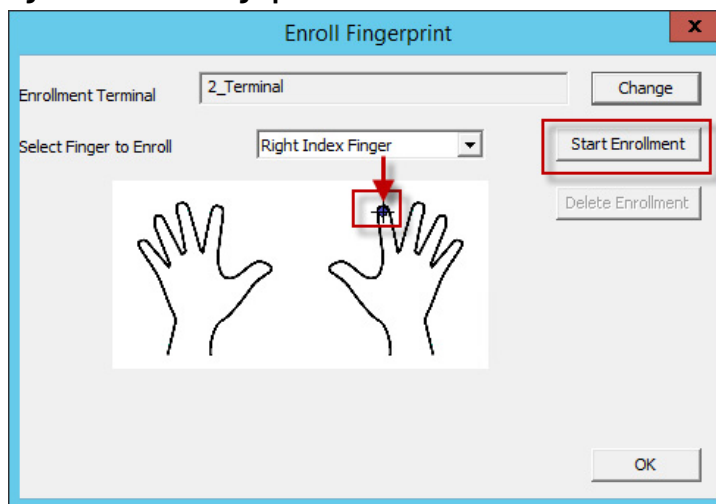 Enroll Fingerprint
x
Enrollment Terminal 2_Terminal Change
Select Finger to Enroll Right Index Finger Start Enrollment
Delete Enrollment
OK